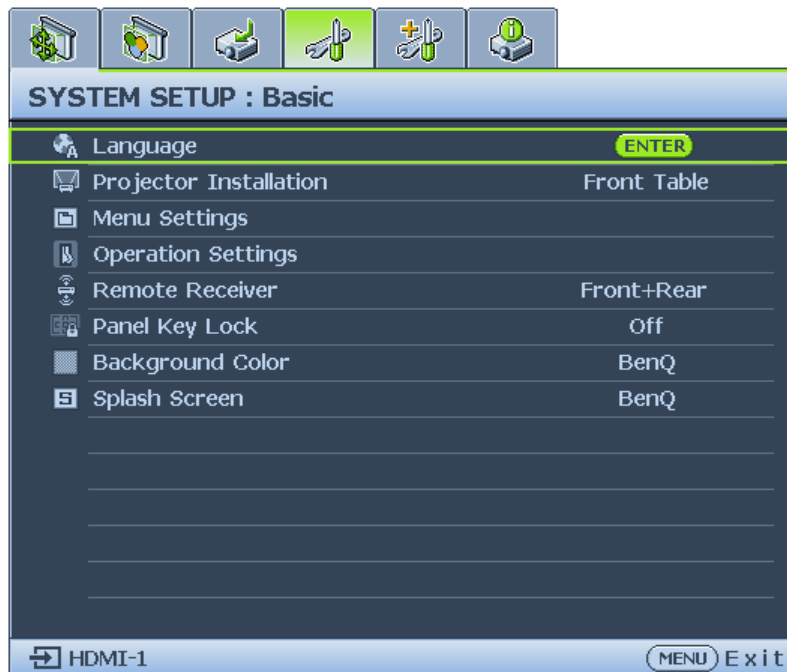 SYSTEM SETUP : Basic
Language ENTER
Projector Installation Front Table
Menu Settings
Operation Settings
Remote Receiver Front+Rear
Panel Key Lock Off
Background Color BenQ
Splash Screen BenQ
HDMI-1 MENU Exit